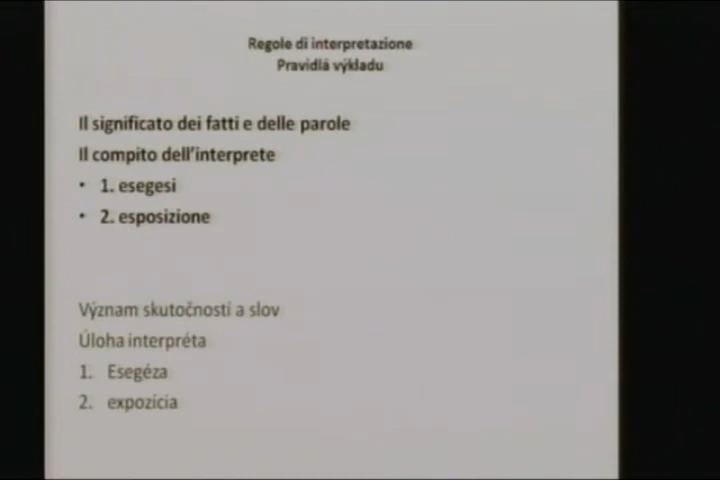 Regole di interpretazione
Pravidlá výkladu
Il significato dei fatti e delle parole
Il compito dell'interprete
• 1. esegesi
• 2. esposizione
Význam skutočností a slov
Úloha interpréta
1. Esegéza
2. expozícia